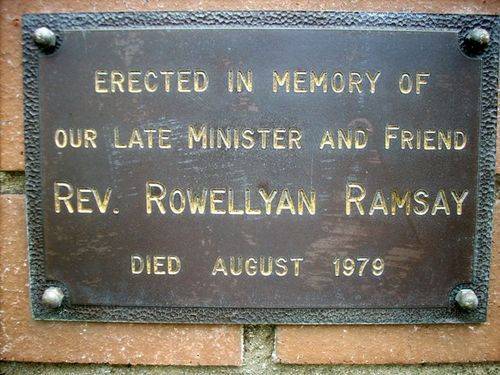 ERECTED IN MEMORY OF
OUR LATE MINISTER AND FRIEND
REV. ROWELLYAN RAMSAY
DIED AUGUST 1979